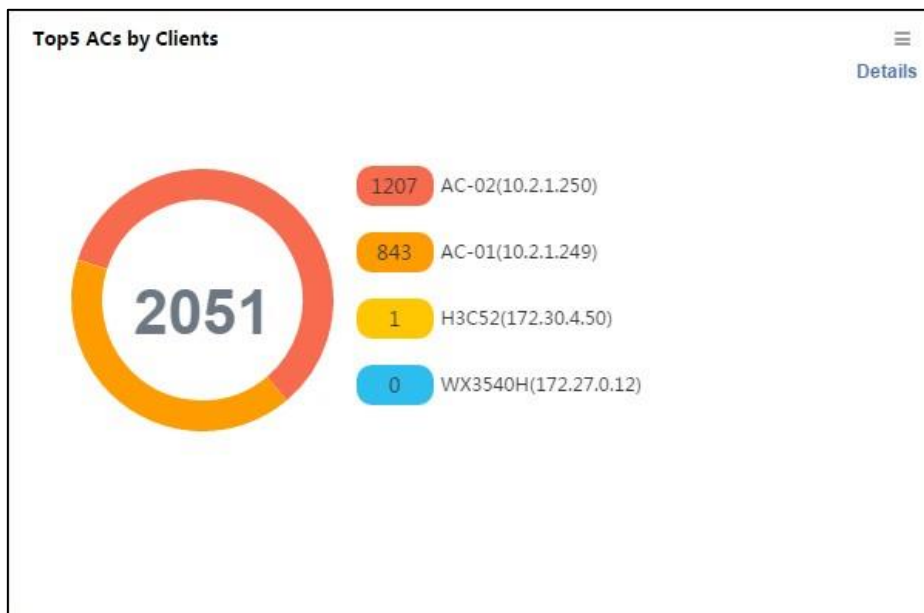 Top5 ACs by Clients
Details
1207 AC-02(10.2.1.250)
843 AC-01(10.2.1.249)
2051
1 H3C52(172.30.4.50)
0 WX3540H(172.27.0.12)